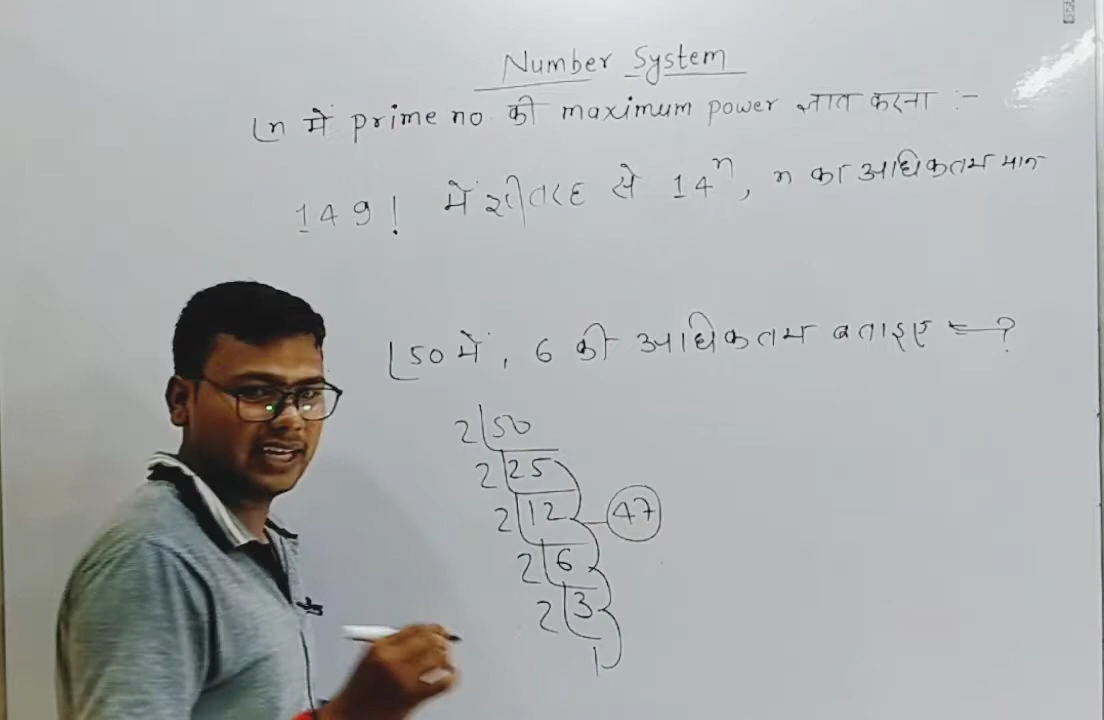 Number System
⌊n में prime no. की maximum power ज्ञात करना :-
149! में शीतरह से 14ⁿ, n का अधिकतम मान
⌊50 में, 6 की अधिकतम बताइए = ?
2 50
2 25
2 12 47
2 6
2 3
1